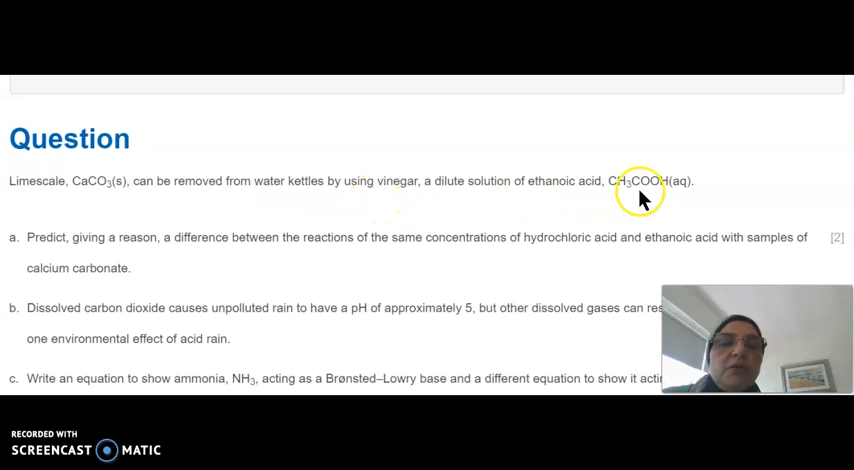 Question
Limescale, CaCO₃(s), can be removed from water kettles by using vinegar, a dilute solution of ethanoic acid, CH₃COOH(aq).
a. Predict, giving a reason, a difference between the reactions of the same concentrations of hydrochloric acid and ethanoic acid with samples of [2]
calcium carbonate.
b. Dissolved carbon dioxide causes unpolluted rain to have a pH of approximately 5, but other dissolved gases can
one environmental effect of acid rain.
c. Write an equation to show ammonia, NH₃, acting as a Brønsted–Lowry base and a different equation to show it
RECORDED WITH
SCREENCAST MATIC